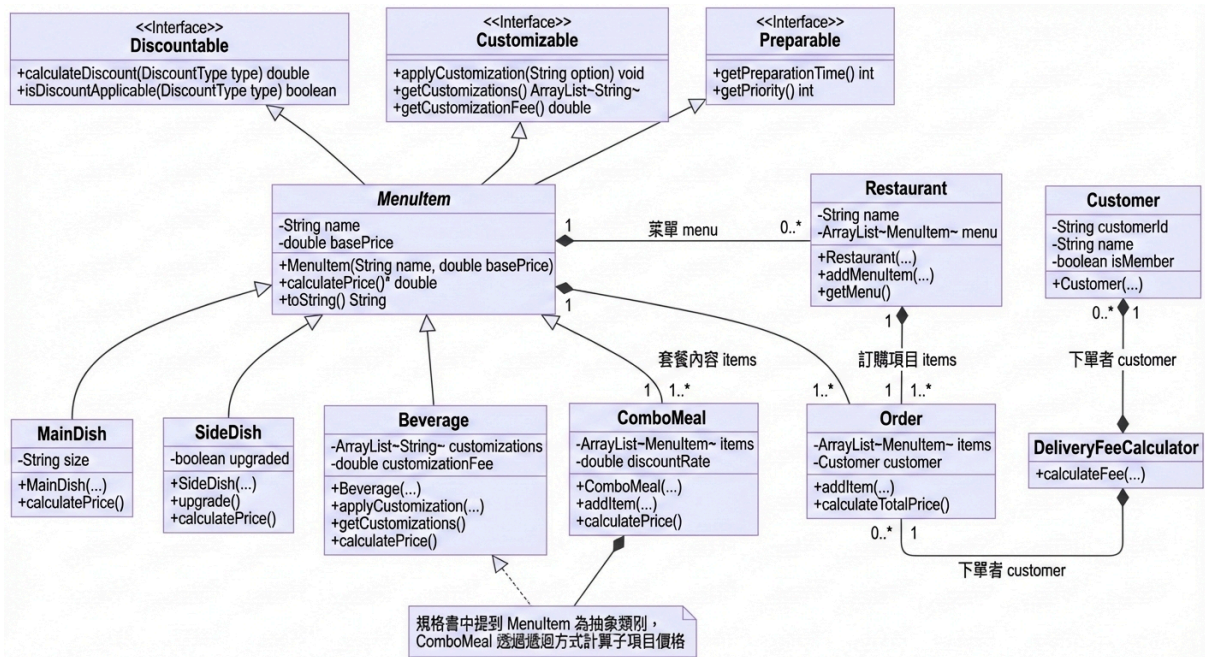 <<Interface>>
Discountable
+calculateDiscount(DiscountType type) double
+isDiscountApplicable(DiscountType type) boolean
<<Interface>>
Customizable
+applyCustomization(String option) void
+getCustomizations() ArrayList~String~
+getCustomizationFee() double
<<Interface>>
Preparable
+getPreparationTime() int
+getPriority() int
MenuItem
-String name
-double basePrice
+MenuItem(String name, double basePrice)
+calculatePrice()* double
+toString() String
1
菜單 menu
0..*
1
Restaurant
-String name
-ArrayList~MenuItem~ menu
+Restaurant(...)
+addMenuItem(...)
+getMenu()
Customer
-String customerId
-String name
-boolean isMember
+Customer(...)
0..*
1
1
套餐內容 items
訂購項目 items
下單者 customer
1
1..*
1..*
1
1..*
MainDish
-String size
+MainDish(...)
+calculatePrice()
SideDish
-boolean upgraded
+SideDish(...)
+upgrade()
+calculatePrice()
Beverage
-ArrayList~String~ customizations
-double customizationFee
+Beverage(...)
+applyCustomization(...)
+getCustomizations()
+calculatePrice()
ComboMeal
-ArrayList~MenuItem~ items
-double discountRate
+ComboMeal(...)
+addItem(...)
+calculatePrice()
Order
-ArrayList~MenuItem~ items
-Customer customer
+addItem(...)
+calculateTotalPrice()
DeliveryFeeCalculator
+calculateFee(...)
0..*
1
下單者 customer
規格書中提到 MenuItem 為抽象類別，
ComboMeal 透過遞迴方式計算子項目價格